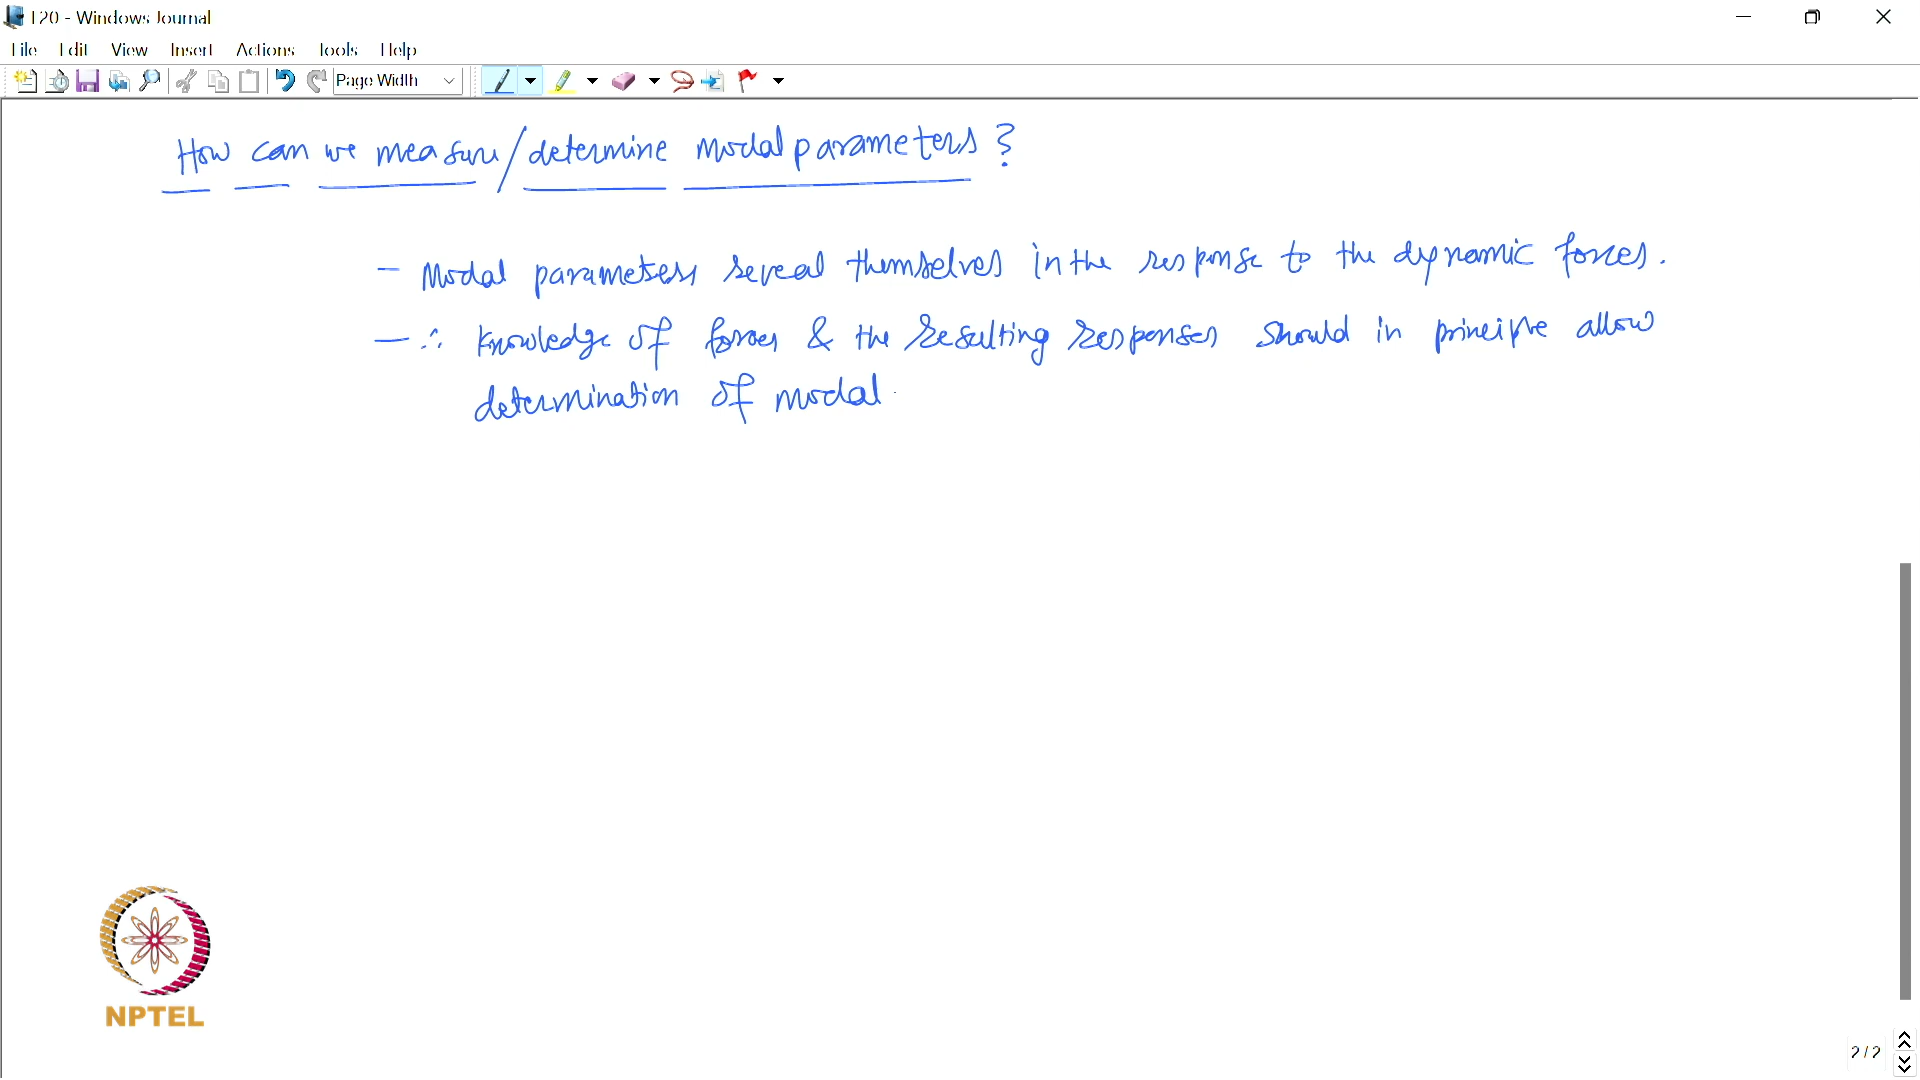 L20 - Windows Journal
File Edit View Insert Actions Tools Help
Page Width
How can we measure/determine modal parameters ?
- Modal parameters reveal themselves in the response to the dynamic forces.
- ∴ Knowledge of forces & the resulting responses should in principle allow
determination of modal
NPTEL
2 / 2